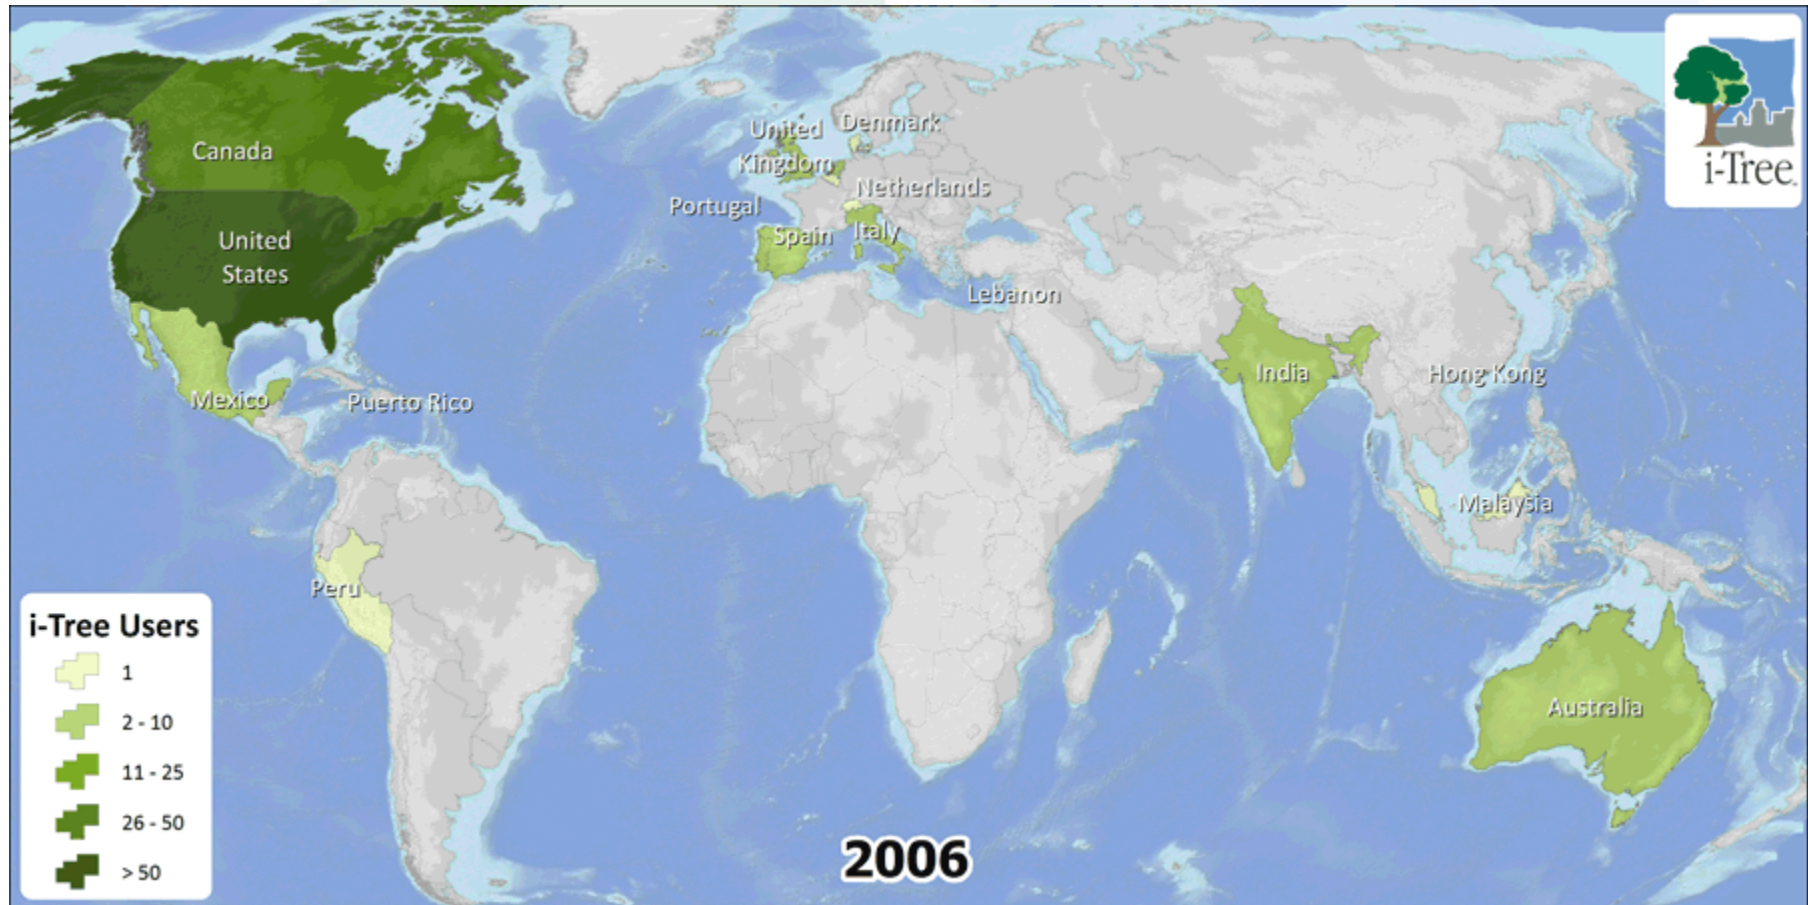 i-Tree
United
Kingdom
Denmark
Canada
Netherlands
Portugal
United
States
Spain
Italy
Lebanon
India
Hong Kong
Mexico
Puerto Rico
Malaysia
Peru
Australia
i-Tree Users
1
2 - 10
11 - 25
26 - 50
> 50
2006